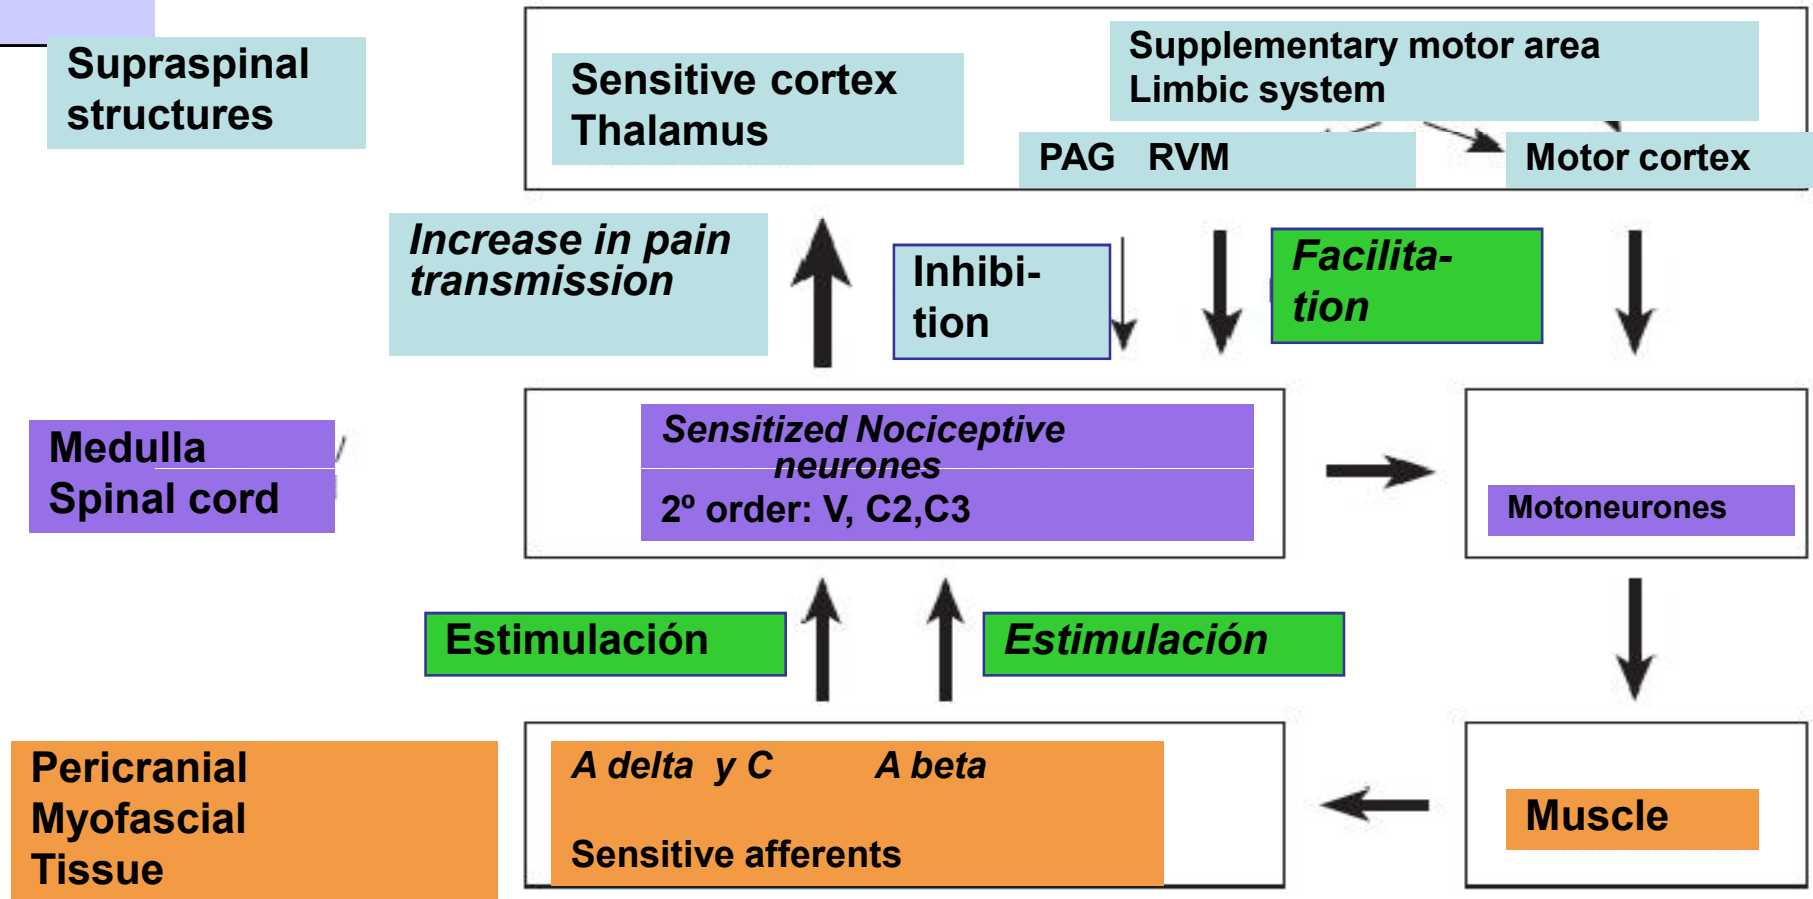 Supraspinal
structures
Sensitive cortex
Thalamus
Supplementary motor area
Limbic system
PAG RVM
Motor cortex
Increase in pain
transmission
Inhibi-
tion
Facilita-
tion
Medulla
Spinal cord
Sensitized Nociceptive
neurones
2º order: V, C2,C3
Motoneurones
Estimulación
Estimulación
Pericranial
Myofascial
Tissue
A delta y C A beta
Sensitive afferents
Muscle